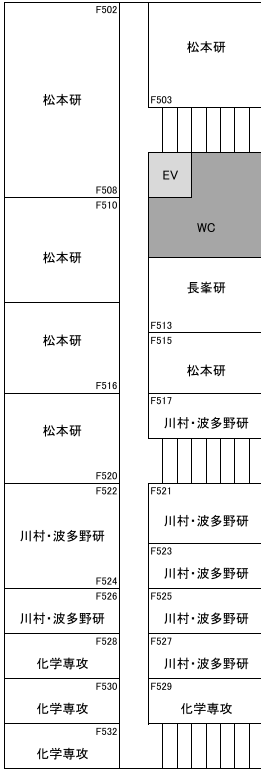 F502
松本研
F508
F510
松本研
松本研
F516
松本研
F520
F522
川村・波多野研
F524
F526
川村・波多野研
F528
化学専攻
F530
化学専攻
F532
化学専攻
松本研
F503
EV
WC
長峯研
F513
F515
松本研
F517
川村・波多野研
F521
川村・波多野研
F523
川村・波多野研
F525
川村・波多野研
F527
川村・波多野研
F529
化学専攻